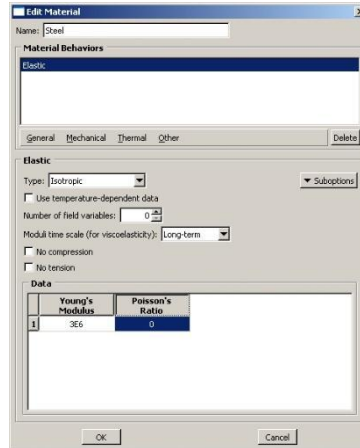 Edit Material
Name: Steel
Material Behaviors
Elastic
General Mechanical Thermal Other Delete
Elastic
Type: Isotropic Suboptions
Use temperature-dependent data
Number of field variables: 0
Moduli time scale (for viscoelasticity): Long-term
No compression
No tension
Data
Young's Modulus Poisson's Ratio
1 3E6 0
OK Cancel